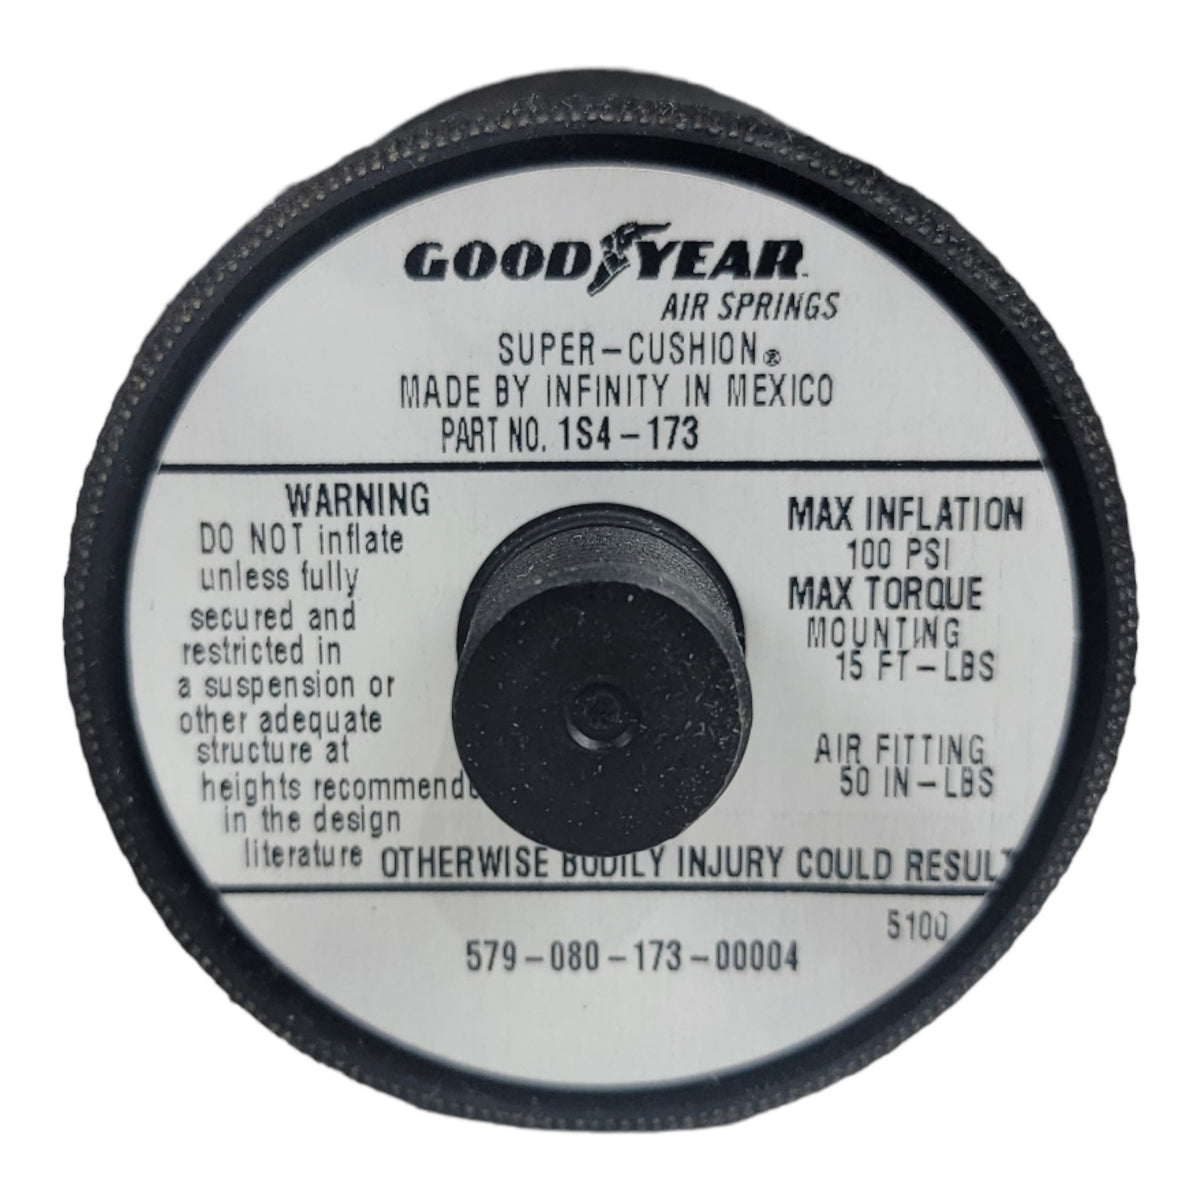 GOODYEAR
AIR SPRINGS
SUPER-CUSHION®
MADE BY INFINITY IN MEXICO
PART NO. 1S4-173
WARNING
DO NOT inflate
unless fully
secured and
restricted in
a suspension or
other adequate
structure at
heights recommende
in the design
literature OTHERWISE BODILY INJURY COULD RESULT
MAX INFLATION
100 PSI
MAX TORQUE
MOUNTING
15 FT-LBS
AIR FITTING
50 IN-LBS
5100
579-080-173-00004